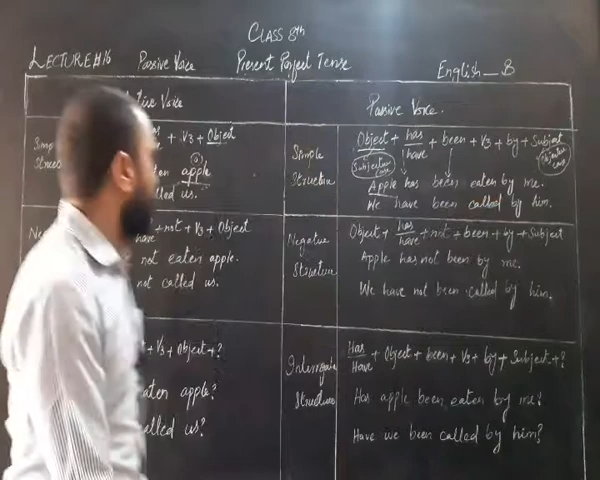 CLASS 8th
LECTURE#16 Passive Voice Present Perfect Tense English_B
Voice
Passive Voice.
+ V3 + Object
apple
called us.
Simple Structure
Object + has/have + been + V3 + by + Subject
Subjective case
Objective case
Apple has been eaten by me.
We have been called by him.
have + not + V3 + Object
not eaten apple.
not called us.
Negative Structure
Object + has/have + not + been + by + Subject
Apple has not been by me.
We have not been called by him.
+ V3 + Object + ?
eaten apple?
called us?
Structure
Has/Have + Object + been + V3 + by + Subject + ?
Has apple been eaten by me?
Have we been called by him?